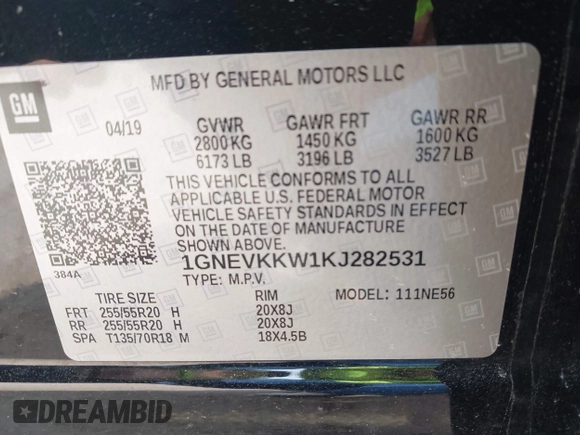 MFD BY GENERAL MOTORS LLC
GM
04/19 GVWR GAWR FRT GAWR RR
2800 KG 1450 KG 1600 KG
6173 LB 3196 LB 3527 LB
THIS VEHICLE CONFORMS TO ALL
APPLICABLE U.S. FEDERAL MOTOR
VEHICLE SAFETY STANDARDS IN EFFECT
ON THE DATE OF MANUFACTURE
SHOWN ABOVE.
384A
1GNEVKKW1KJ282531
TYPE: M.P.V.
TIRE SIZE RIM MODEL: 111NE56
FRT 255/55R20 H 20X8J
RR 255/55R20 H 20X8J
SPA T135/70R18 M 18X4.5B
DREAMBID